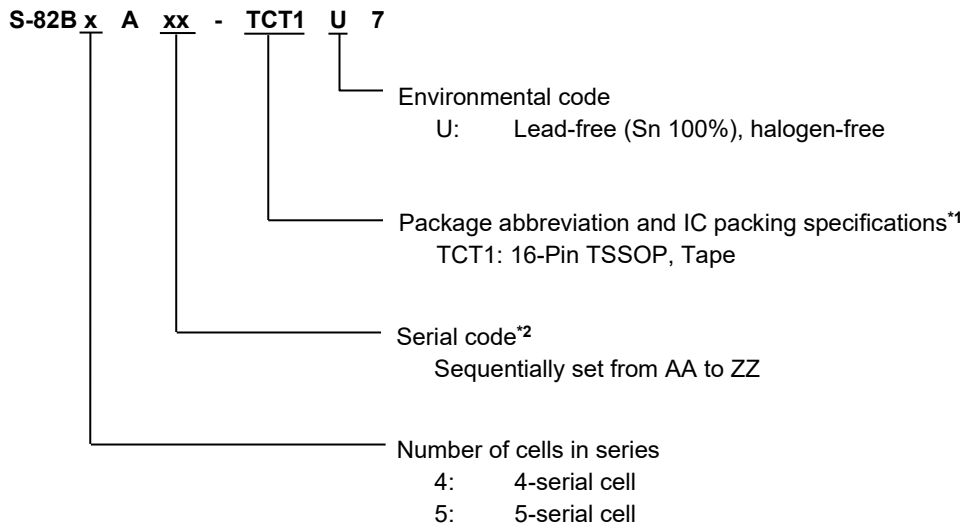 S-82B x A xx - TCT1 U 7
Environmental code
U: Lead-free (Sn 100%), halogen-free
Package abbreviation and IC packing specifications*1
TCT1: 16-Pin TSSOP, Tape
Serial code*2
Sequentially set from AA to ZZ
Number of cells in series
4: 4-serial cell
5: 5-serial cell